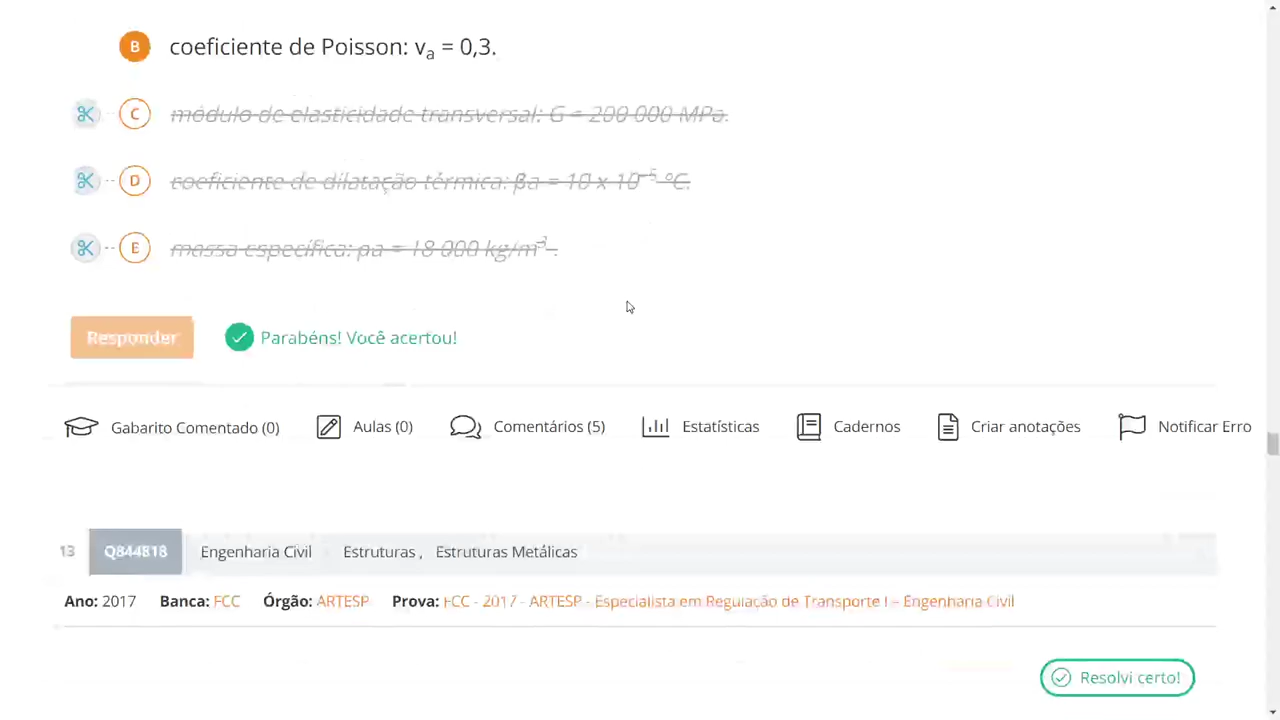 B coeficiente de Poisson: νa = 0,3.
C módulo de elasticidade transversal: G = 200 000 MPa.
D coeficiente de dilatação térmica: βa = 10 x 10⁻⁵ ºC.
E massa específica: ρa = 18 000 kg/m³.
Responder Parabéns! Você acertou!
Gabarito Comentado (0) Aulas (0) Comentários (5) Estatísticas Cadernos Criar anotações Notificar Erro
13 Q844818 Engenharia Civil Estruturas , Estruturas Metálicas
Ano: 2017 Banca: FCC Órgão: ARTESP Prova: FCC - 2017 - ARTESP - Especialista em Regulação de Transporte I - Engenharia Civil
Resolvi certo!